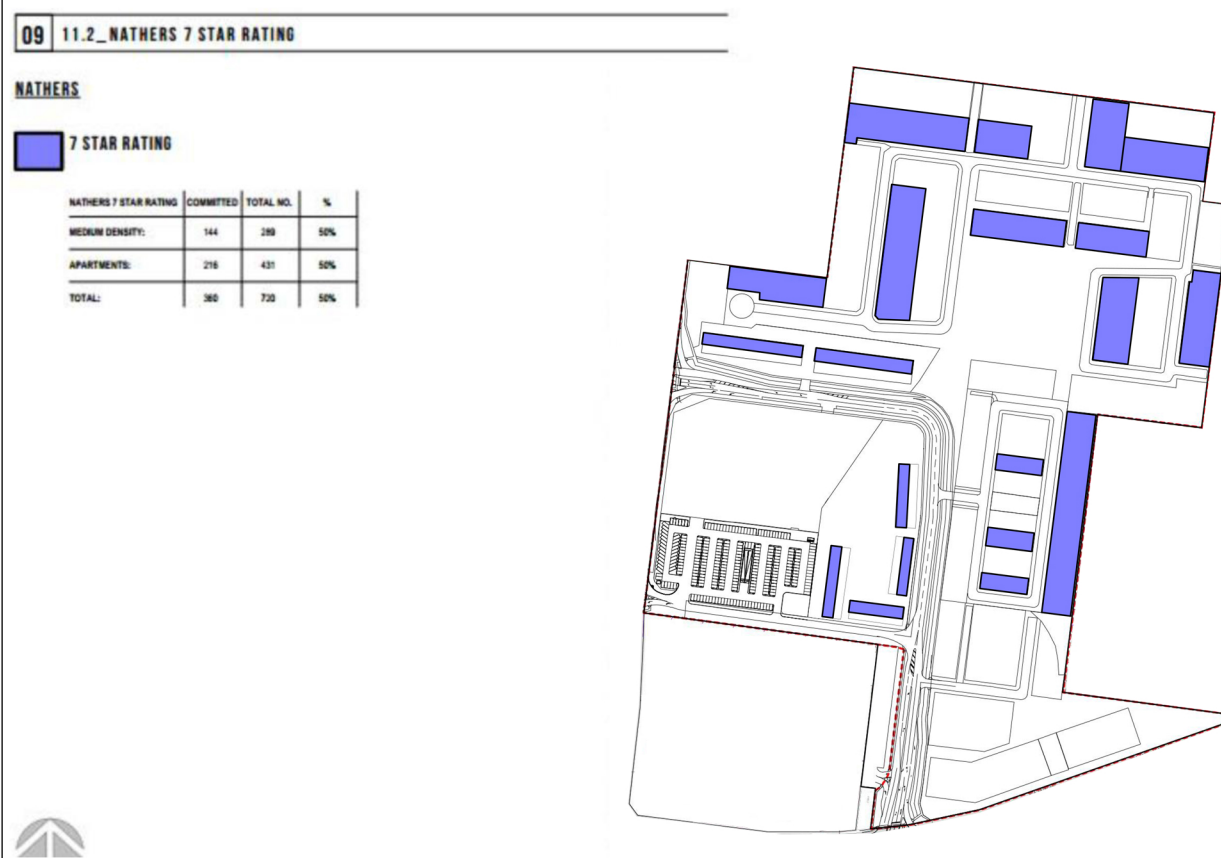 09 11.2_NATHERS 7 STAR RATING
NATHERS
7 STAR RATING
NATHERS 7 STAR RATING COMMITTED TOTAL NO. %
MEDIUM DENSITY: 144 289 50%
APARTMENTS: 216 431 50%
TOTAL: 360 720 50%